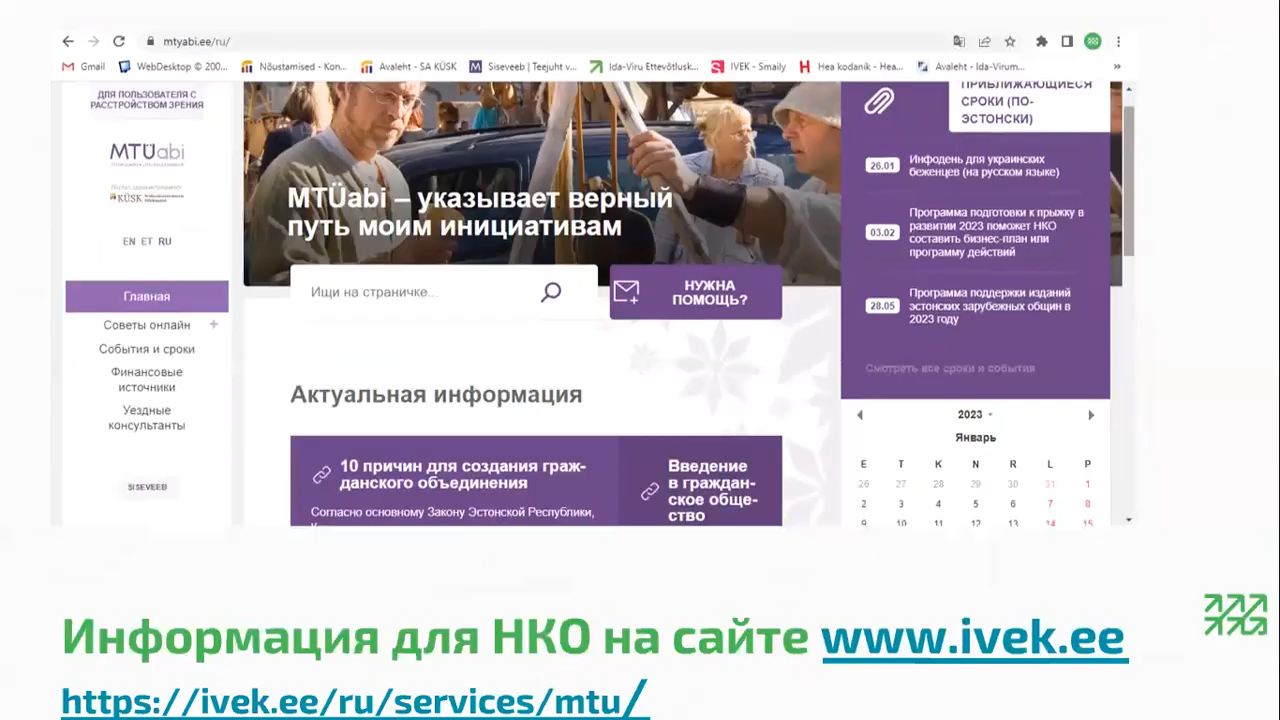 mtyabi.ee/ru/
Gmail
WebDesktop © 200...
Nõustamised - Kon...
Avaleht - SA KÜSK
Siseveeb | Teejuht v...
Ida-Viru Ettevõtlusk...
IVEK - Smaily
Hea kodanik - Hea...
Avaleht - Ida-Virum...
»
ДЛЯ ПОЛЬЗОВАТЕЛЯ С
РАССТРОЙСТВОМ ЗРЕНИЯ
MTÜabi
KÜSK
EN ET RU
Главная
Советы онлайн +
События и сроки
Финансовые
источники
Уездные
консультанты
SISEVEEB
MTÜabi – указывает верный
путь моим инициативам
Ищи на страничке...
НУЖНА
ПОМОЩЬ?
Актуальная информация
10 причин для создания граж-
данского объединения
Согласно основному Закону Эстонской Республики,
Введение
в граждан-
ское обще-
ство
ПРИБЛИЖАЮЩИЕСЯ
СРОКИ (ПО-
ЭСТОНСКИ)
26.01
Инфодень для украинских
беженцев (на русском языке)
03.02
Программа подготовки к прыжку в
развитии 2023 поможет НКО
составить бизнес-план или
программу действий
28.05
Программа поддержки изданий
эстонских зарубежных общин в
2023 году
Смотреть все сроки и события
2023
Январь
E T K N R L P
26 27 28 29 30 31 1
2 3 4 5 6 7 8
9 10 11 12 13 14 15
Информация для НКО на сайте www.ivek.ee
https://ivek.ee/ru/services/mtu/